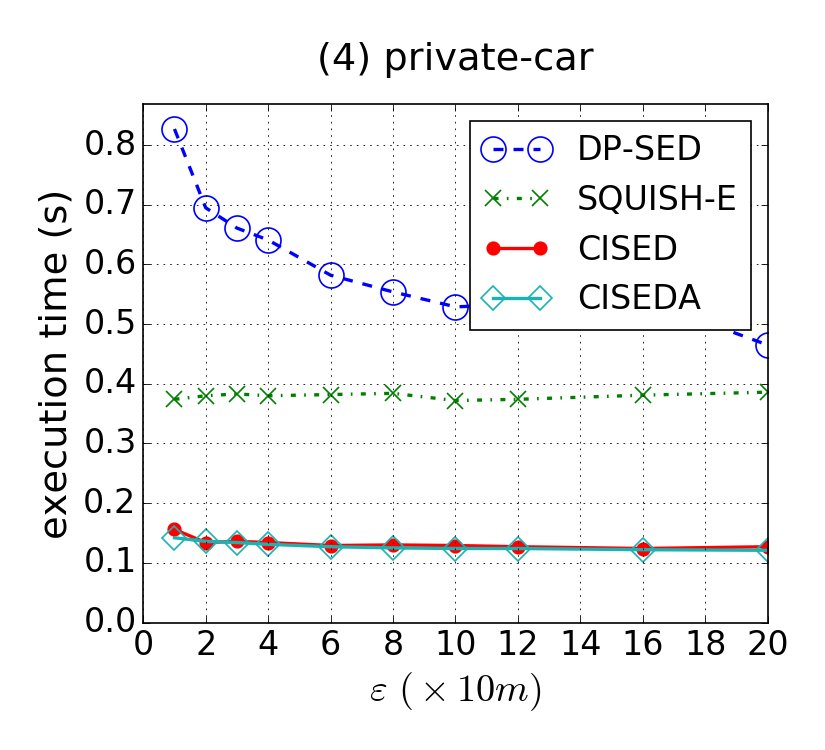 (4) private-car
execution time (s)
0.8
0.7
0.6
0.5
0.4
0.3
0.2
0.1
0.0
DP-SED
SQUISH-E
CISED
CISEDA
0 2 4 6 8 10 12 14 16 18 20
ε (×10m)